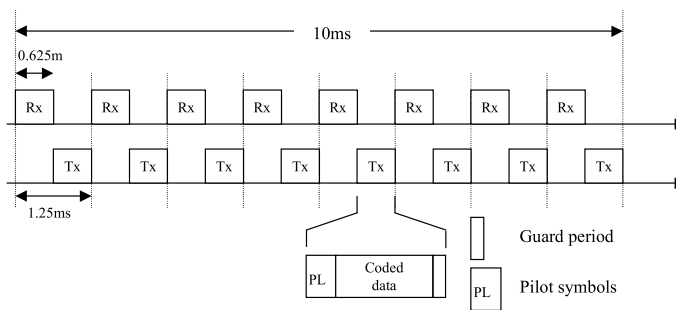 10ms
0.625m
Rx Rx Rx Rx Rx Rx Rx Rx
Tx Tx Tx Tx Tx Tx Tx Tx
1.25ms
PL Coded data
Guard period
PL Pilot symbols